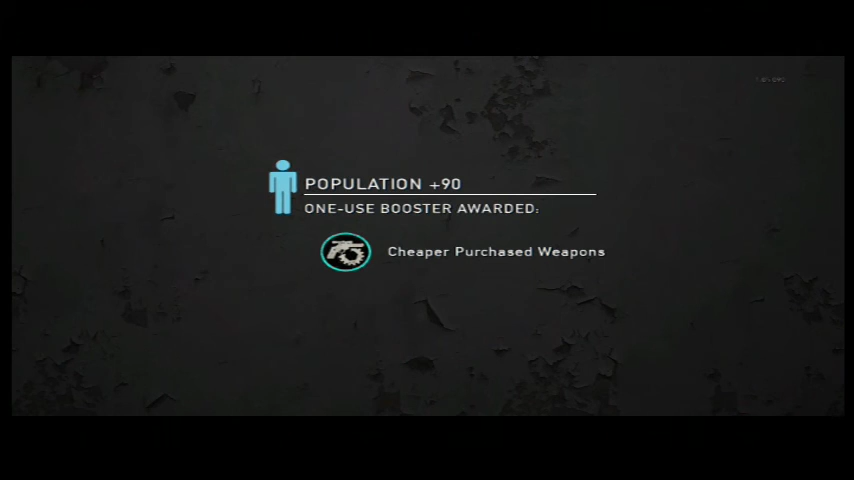 POPULATION +90
ONE-USE BOOSTER AWARDED:
Cheaper Purchased Weapons